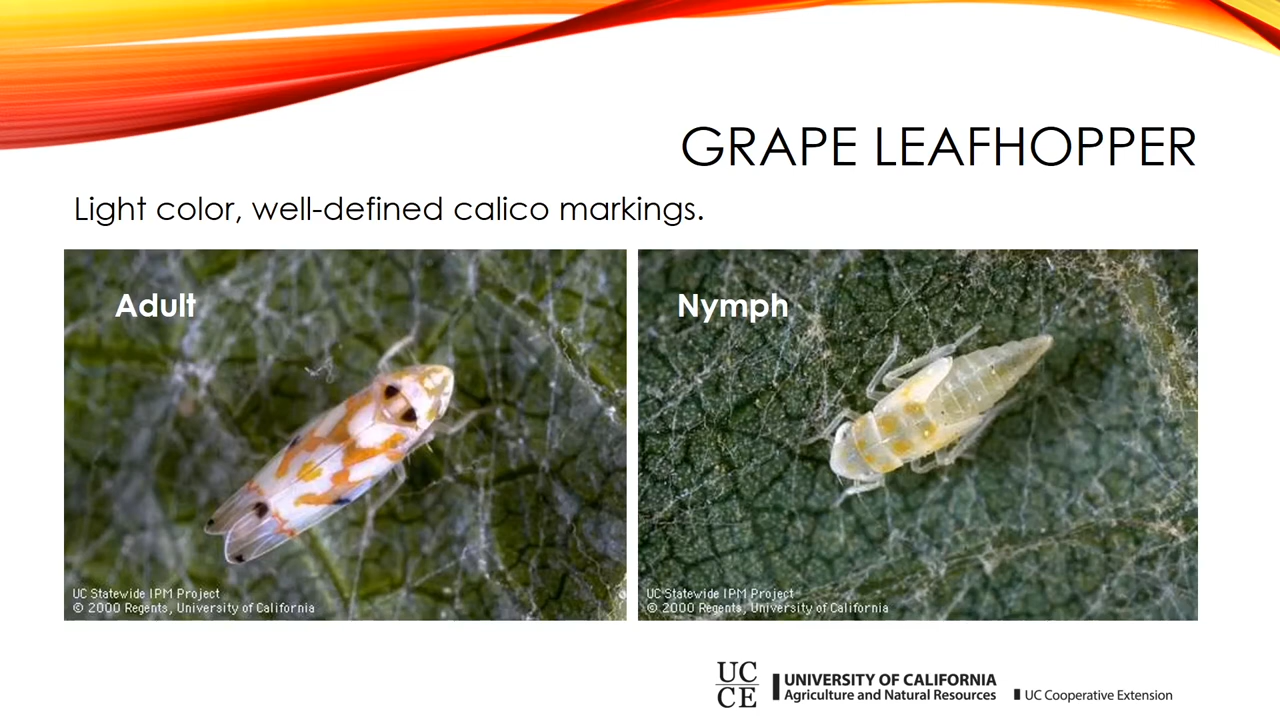 GRAPE LEAFHOPPER
Light color, well-defined calico markings.
Adult
Nymph
UC Statewide IPM Project
© 2000 Regents, University of California
UC Statewide IPM Project
© 2000 Regents, University of California
UC
CE
UNIVERSITY OF CALIFORNIA
Agriculture and Natural Resources
UC Cooperative Extension